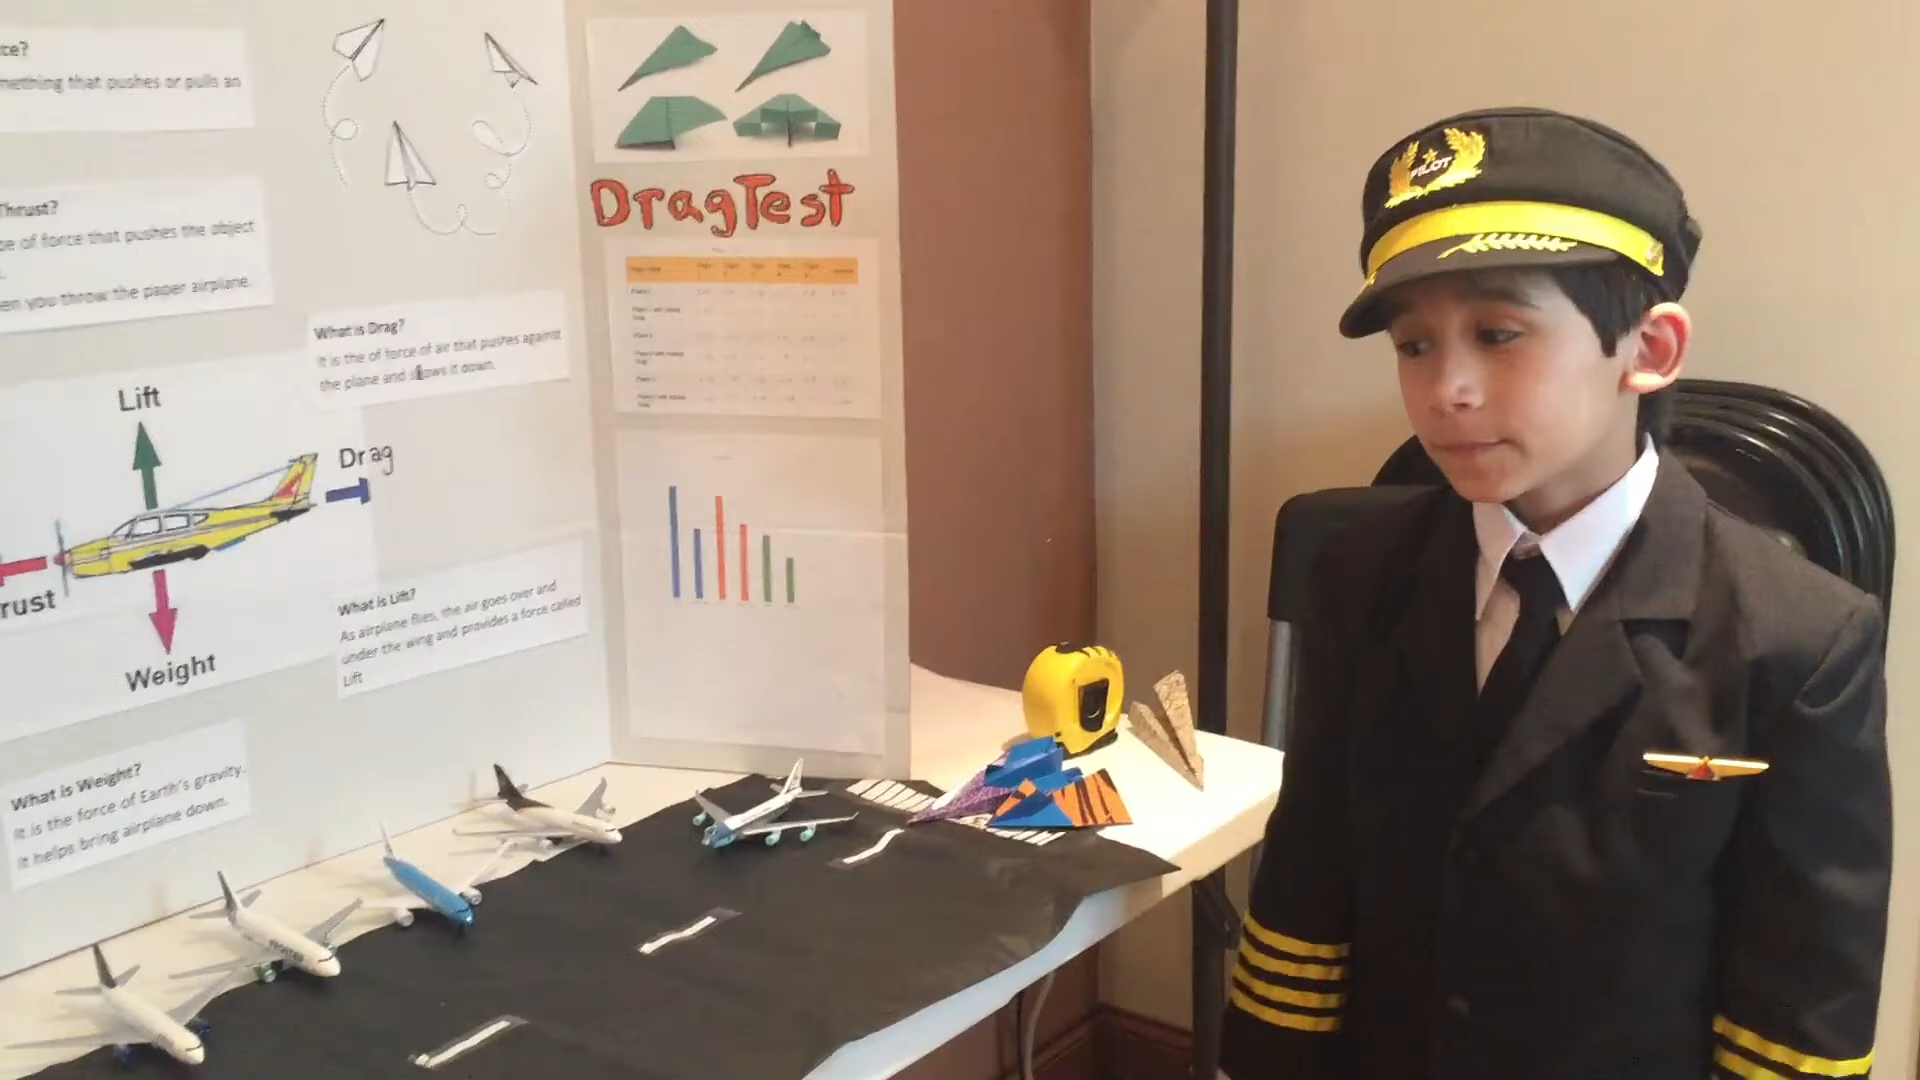 ce?
mething that pushes or pulls an
Thrust?
pe of force that pushes the object
en you throw the paper airplane.
What is Drag?
It is the of force of air that pushes against
the plane and slows it down.
Lift
Drag
rust
Weight
What is Lift?
As airplane flies, the air goes over and
under the wing and provides a force called
Lift
What is Weight?
It is the force of Earth's gravity.
It helps bring airplane down.
DragTest
PILOT